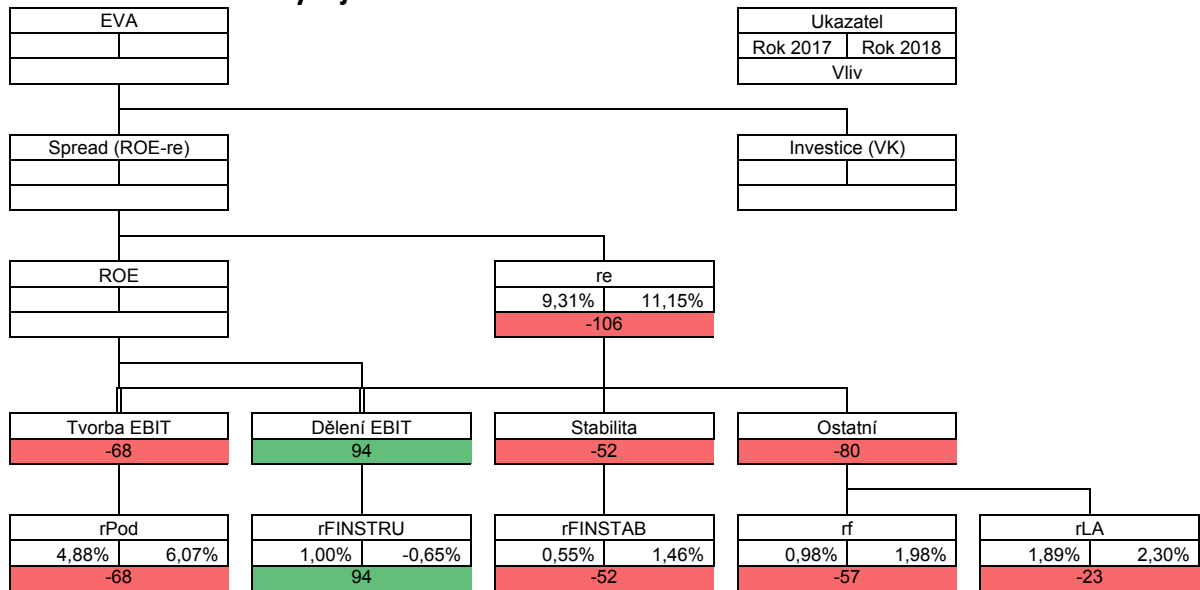 EVA
Ukazatel
Rok 2017 Rok 2018
Vliv
Spread (ROE-re)
Investice (VK)
ROE
re
9,31% 11,15%
-106
Tvorba EBIT
-68
Dělení EBIT
94
Stabilita
-52
Ostatní
-80
rPod
4,88% 6,07%
-68
rFINSTRU
1,00% -0,65%
94
rFINSTAB
0,55% 1,46%
-52
rf
0,98% 1,98%
-57
rLA
1,89% 2,30%
-23